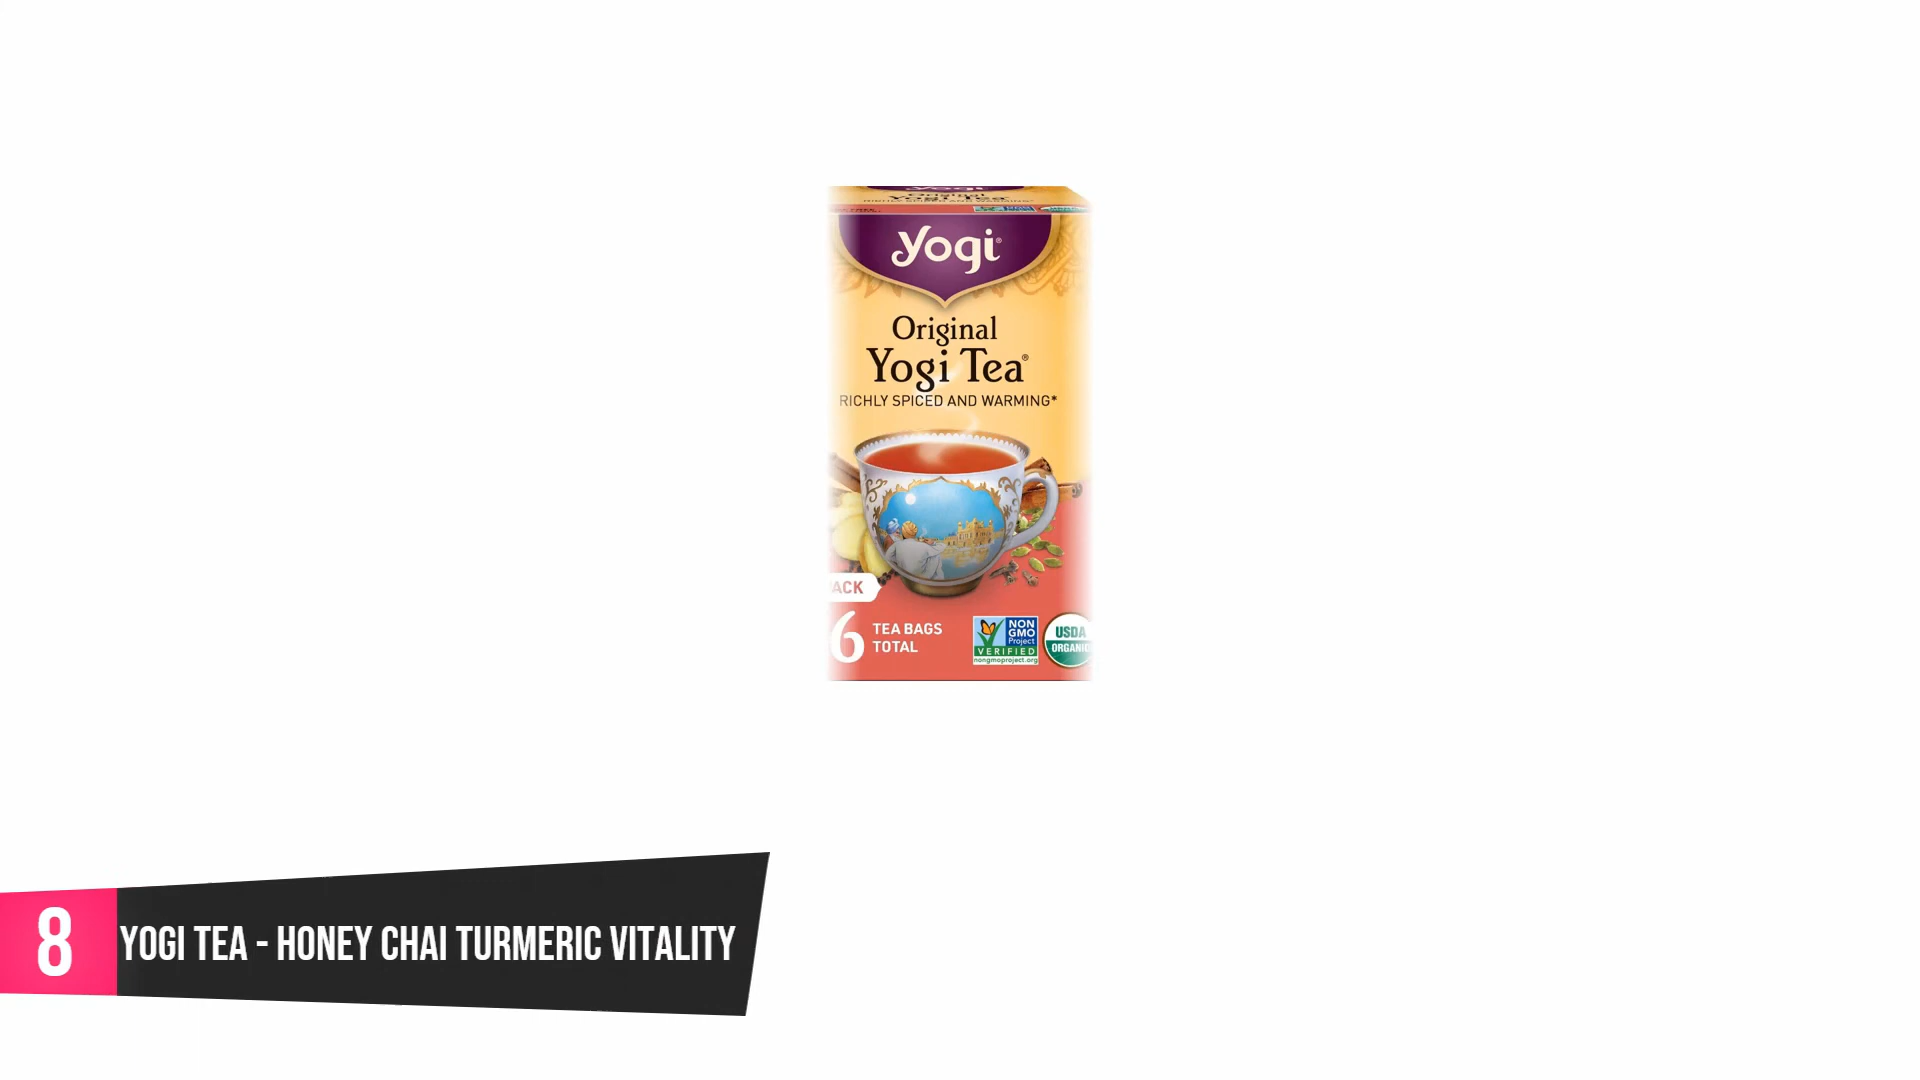 yogi®
Original
Yogi Tea®
RICHLY SPICED AND WARMING*
ACK
6 TEA BAGS
TOTAL
NON
GMO
Project
VERIFIED
nongmoproject.org
USDA
ORGANIC
8 YOGI TEA - HONEY CHAI TURMERIC VITALITY